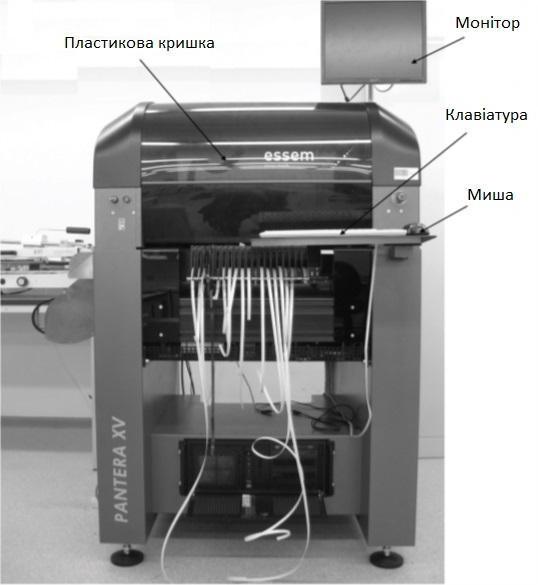 Монітор
Пластикова кришка
Клавіатура
essem
Миша
PANTERA XV